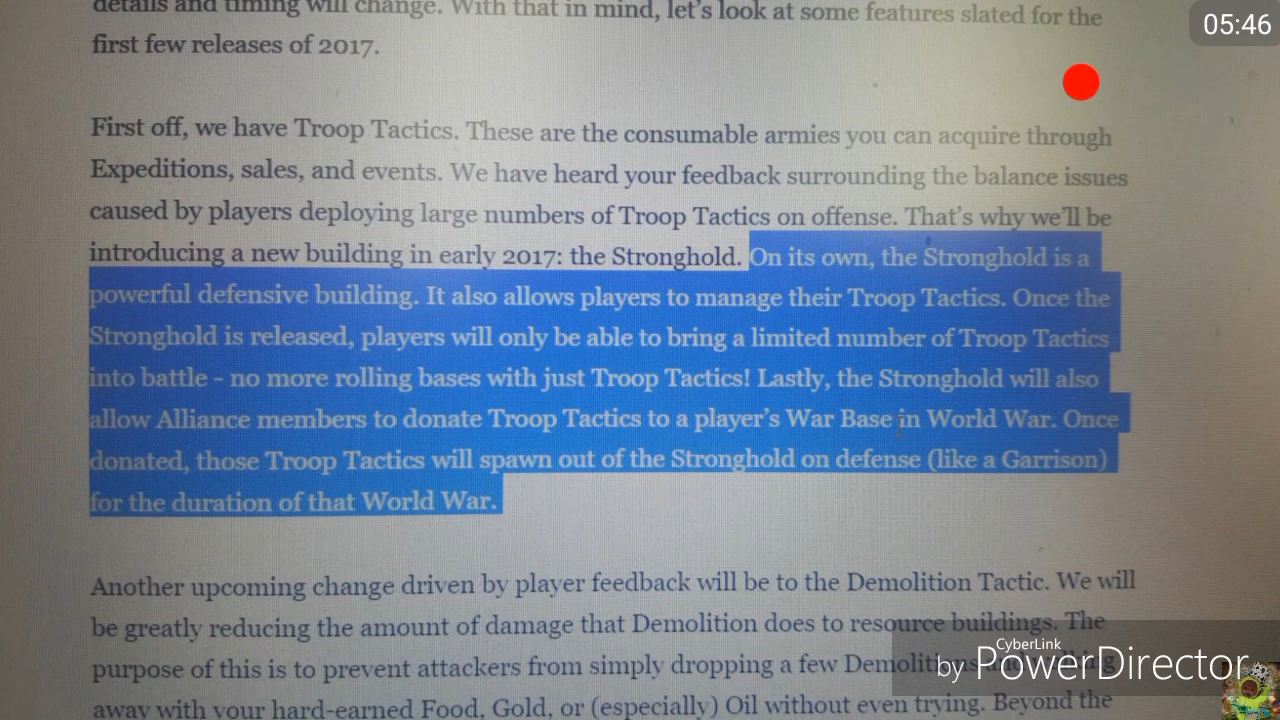 details and timing will change. With that in mind, let's look at some features slated for the
05:46
first few releases of 2017.
First off, we have Troop Tactics. These are the consumable armies you can acquire through
Expeditions, sales, and events. We have heard your feedback surrounding the balance issues
caused by players deploying large numbers of Troop Tactics on offense. That's why we'll be
introducing a new building in early 2017: the Stronghold. On its own, the Stronghold is a
powerful defensive building. It also allows players to manage their Troop Tactics. Once the
Stronghold is released, players will only be able to bring a limited number of Troop Tactics
into battle - no more rolling bases with just Troop Tactics! Lastly, the Stronghold will also
allow Alliance members to donate Troop Tactics to a player's War Base in World War. Once
donated, those Troop Tactics will spawn out of the Stronghold on defense (like a Garrison)
for the duration of that World War.
Another upcoming change driven by player feedback will be to the Demolition Tactic. We will
be greatly reducing the amount of damage that Demolition does to resource buildings. The
purpose of this is to prevent attackers from simply dropping a few
away with your hard-earned Food, Gold, or (especially) Oil without even trying. Beyond the
CyberLink
by PowerDirector